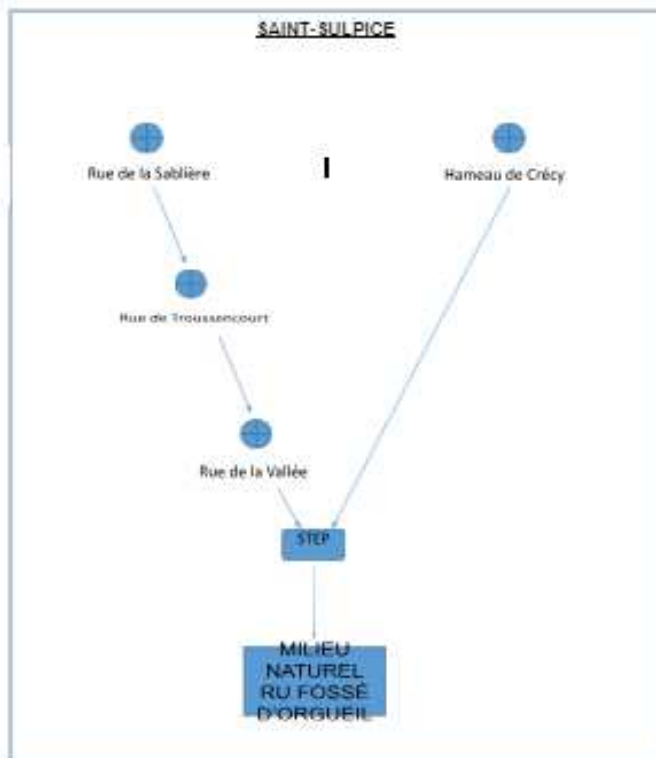 SAINT-SULPICE
Rue de la Sablière
Hameau de Crécy
Rue de Troussencourt
Rue de la Vallée
STEP
MILIEU
NATUREL
RU FOSSÉ
D'ORGUEIL